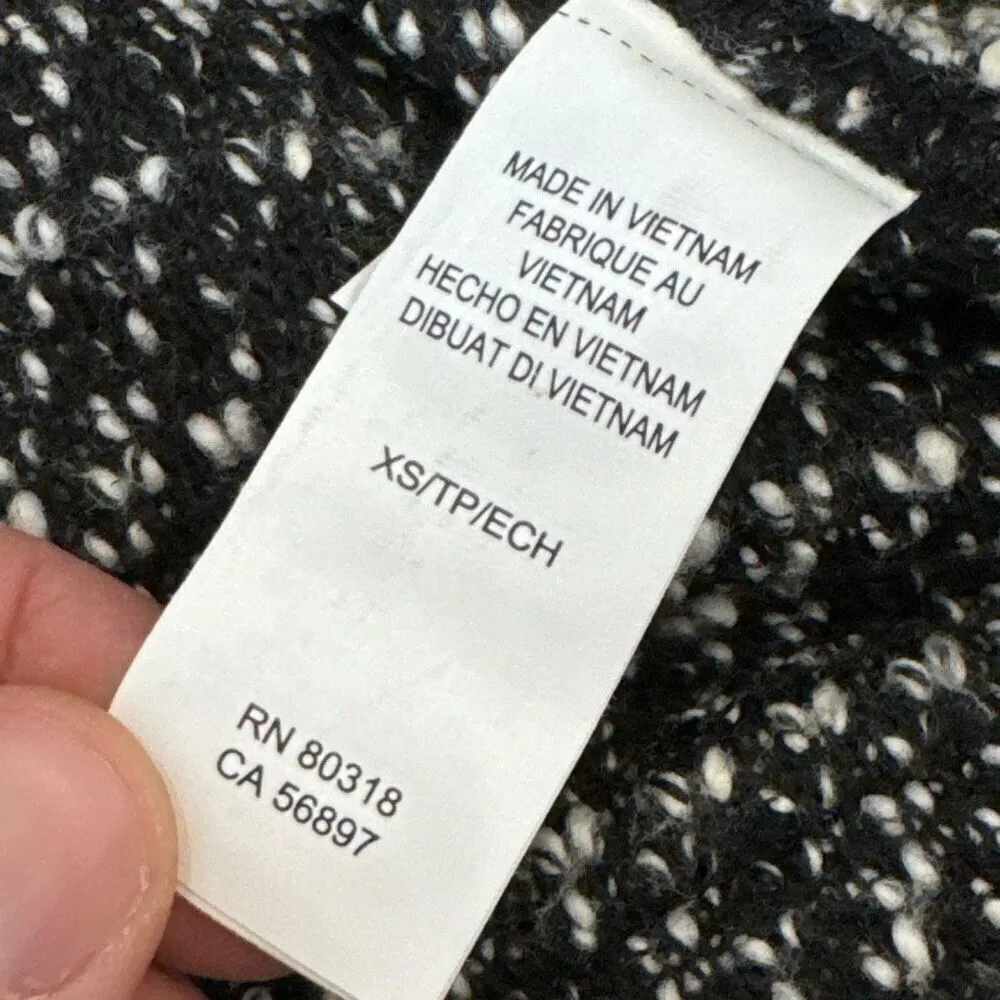 MADE IN VIETNAM
FABRIQUE AU
VIETNAM
HECHO EN VIETNAM
DIBUAT DI VIETNAM
XS/TP/ECH
RN 80318
CA 56897